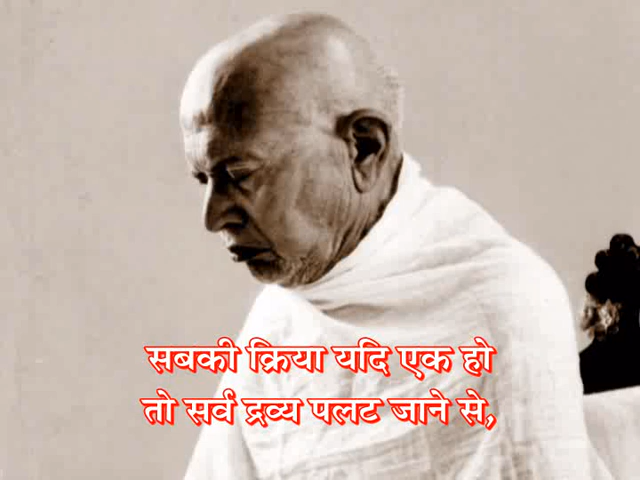 सबकी क्रिया यदि एक हो
तो सर्व द्रव्य पलट जाने से,